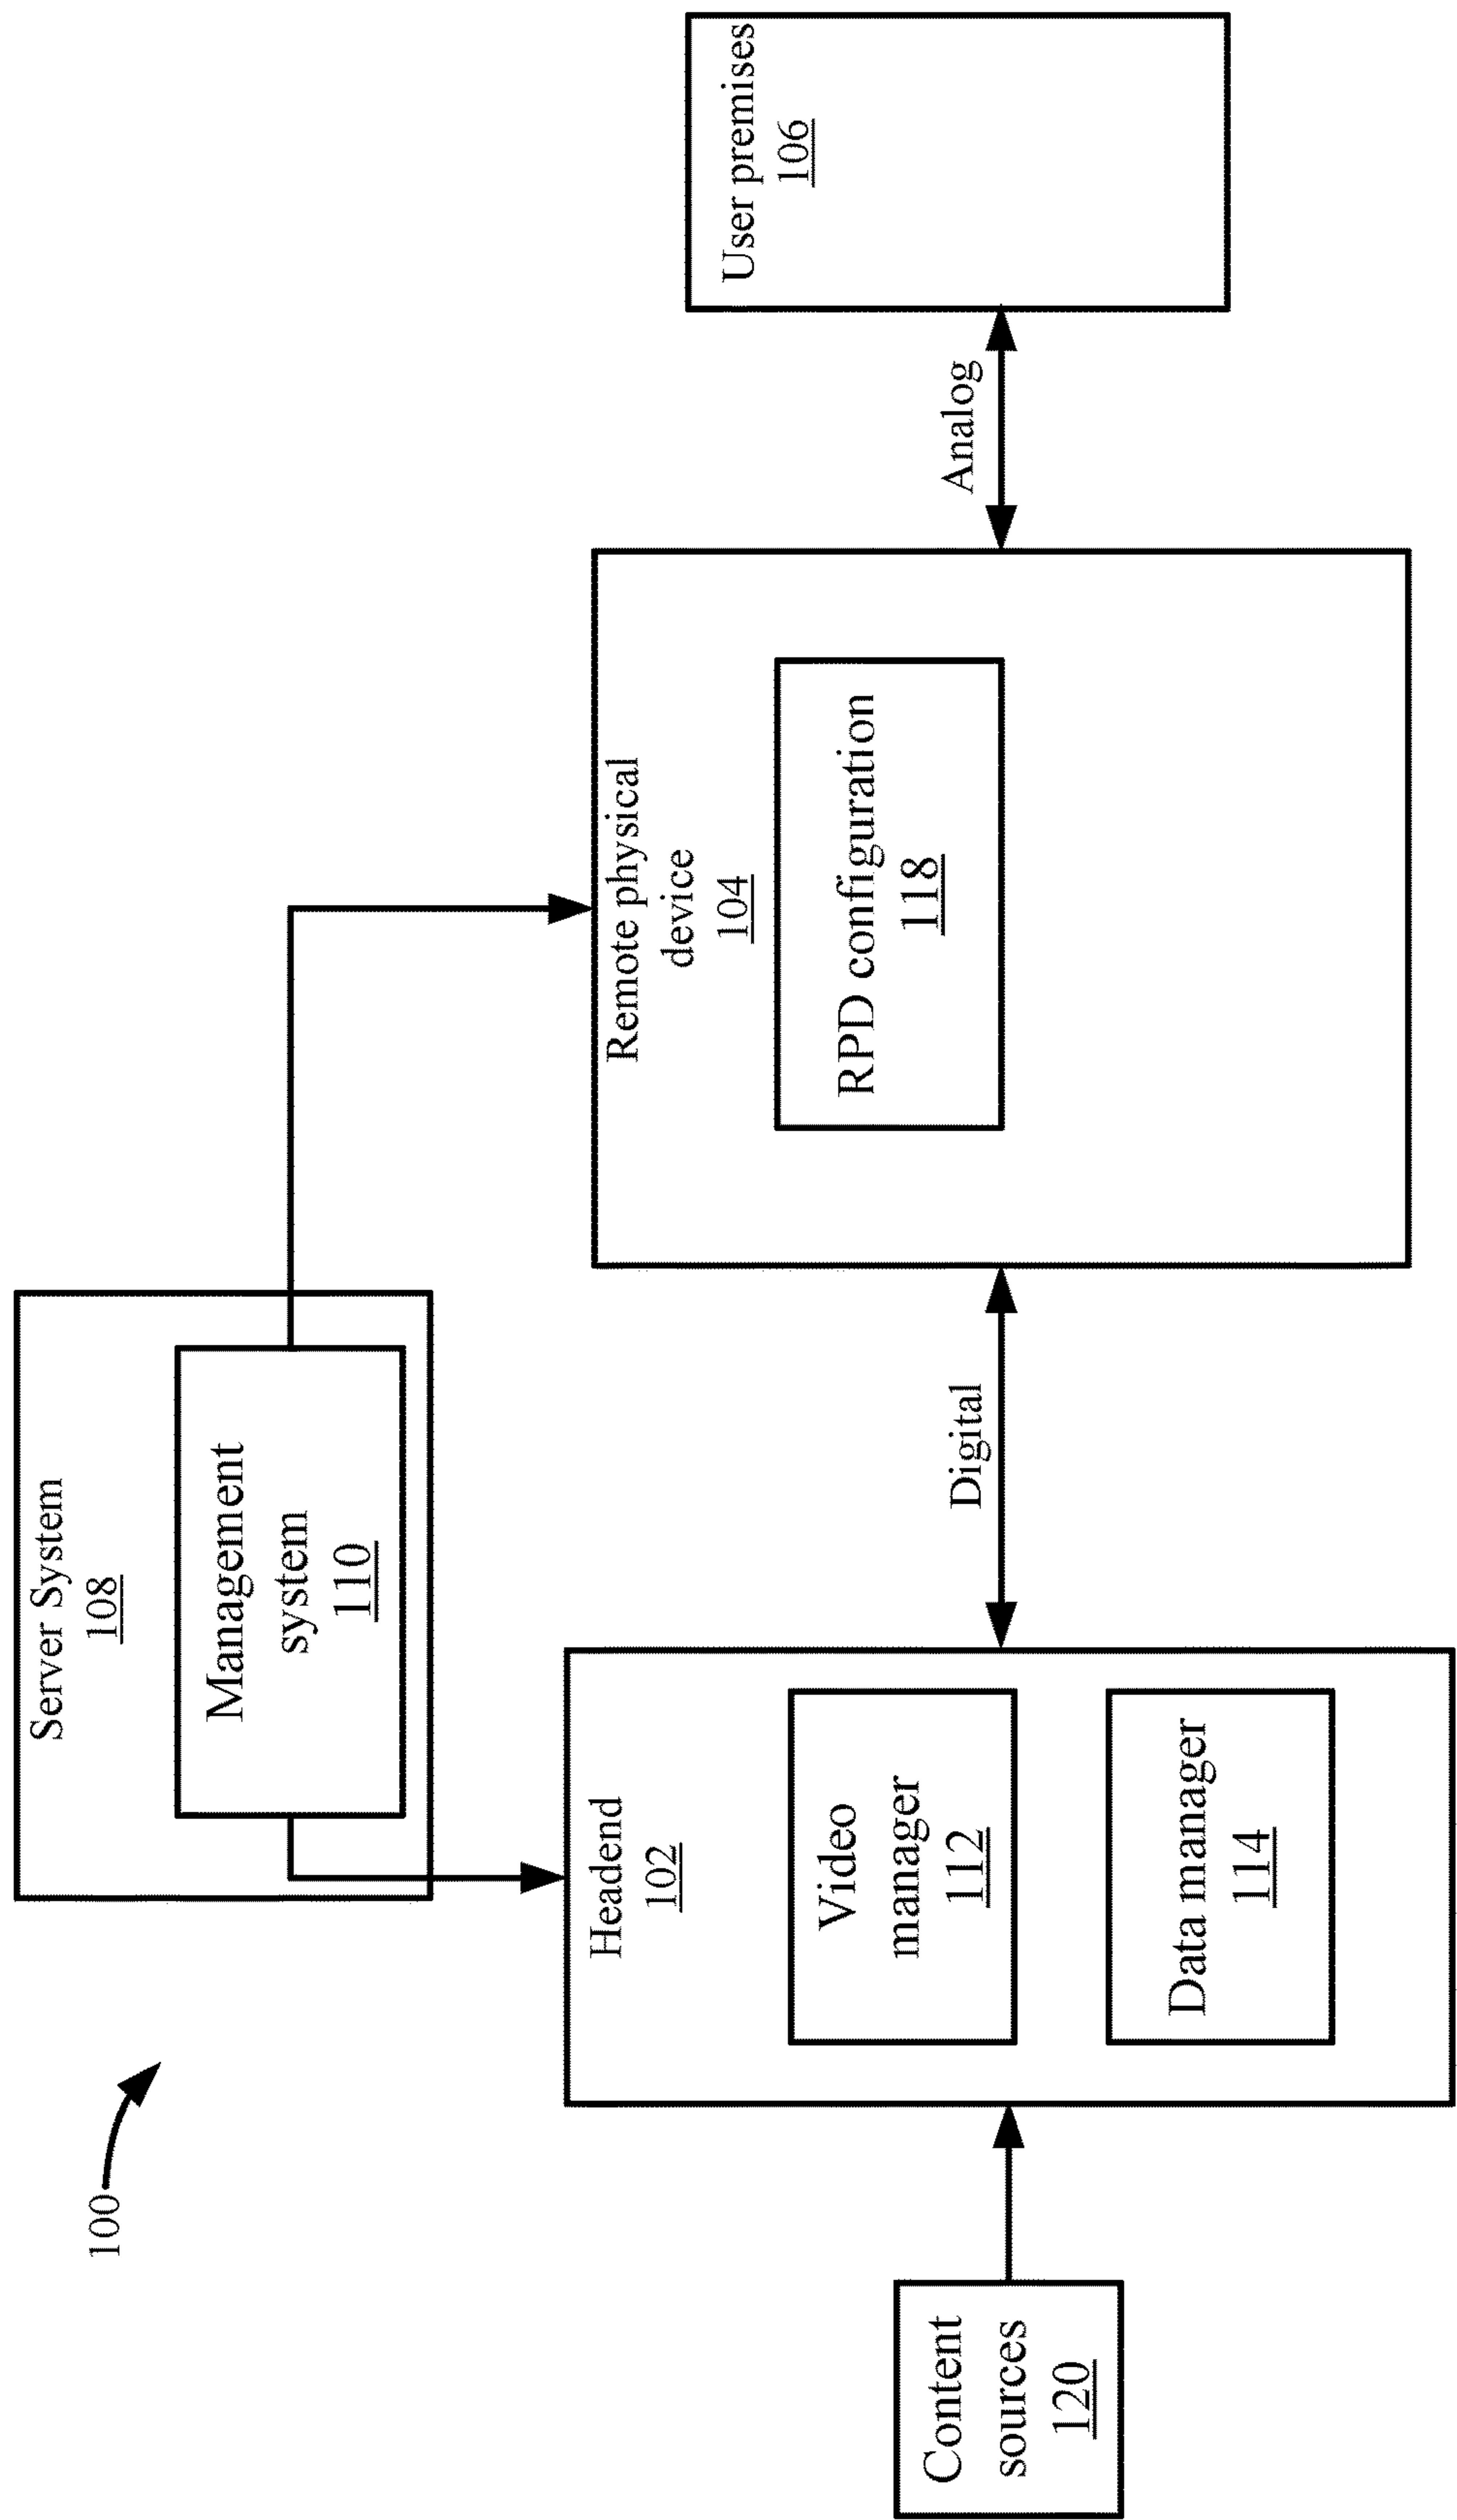 100
Server System
108
Management
system
110
Content
sources
120
Headend
102
Video
manager
112
Data manager
114
Digital
Remote physical
device
104
RPD configuration
118
Analog
User premises
106